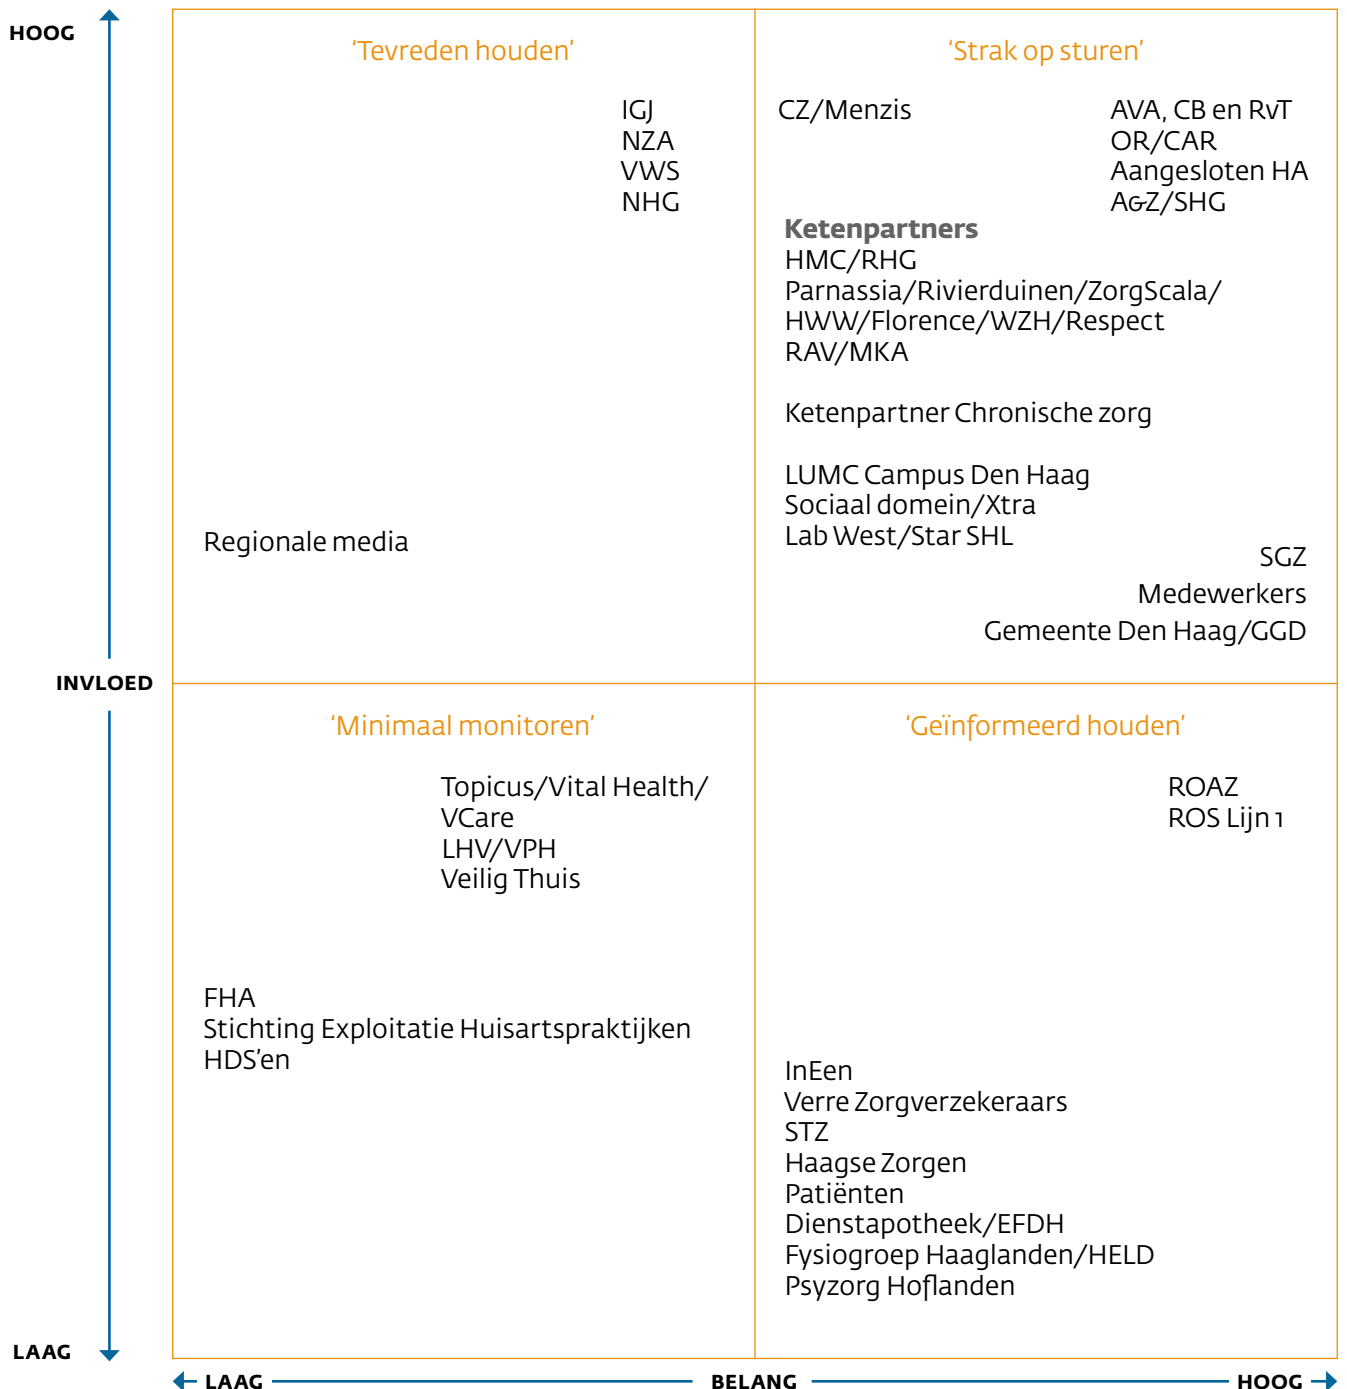 HOOG
‘Tevreden houden’
IGJ
NZA
VWS
NHG
Regionale media
‘Strak op sturen’
CZ/Menzis
AVA, CB en RvT
OR/CAR
Aangesloten HA
A&Z/SHG
Ketenpartners
HMC/RHG
Parnassia/Rivierduinen/ZorgScala/
HWW/Florence/WZH/Respect
RAV/MKA
Ketenpartner Chronische zorg
LUMC Campus Den Haag
Sociaal domein/Xtra
Lab West/Star SHL
SGZ
Medewerkers
Gemeente Den Haag/GGD
INVLOED
‘Minimaal monitoren’
Topicus/Vital Health/
VCare
LHV/VPH
Veilig Thuis
FHA
Stichting Exploitatie Huisartspraktijken
HDS’en
‘Geïnformeerd houden’
ROAZ
ROS Lijn 1
InEen
Verre Zorgverzekeraars
STZ
Haagse Zorgen
Patiënten
Dienstapotheek/EFDH
Fysiogroep Haaglanden/HELD
Psyzorg Hoflanden
LAAG
LAAG
BELANG
HOOG